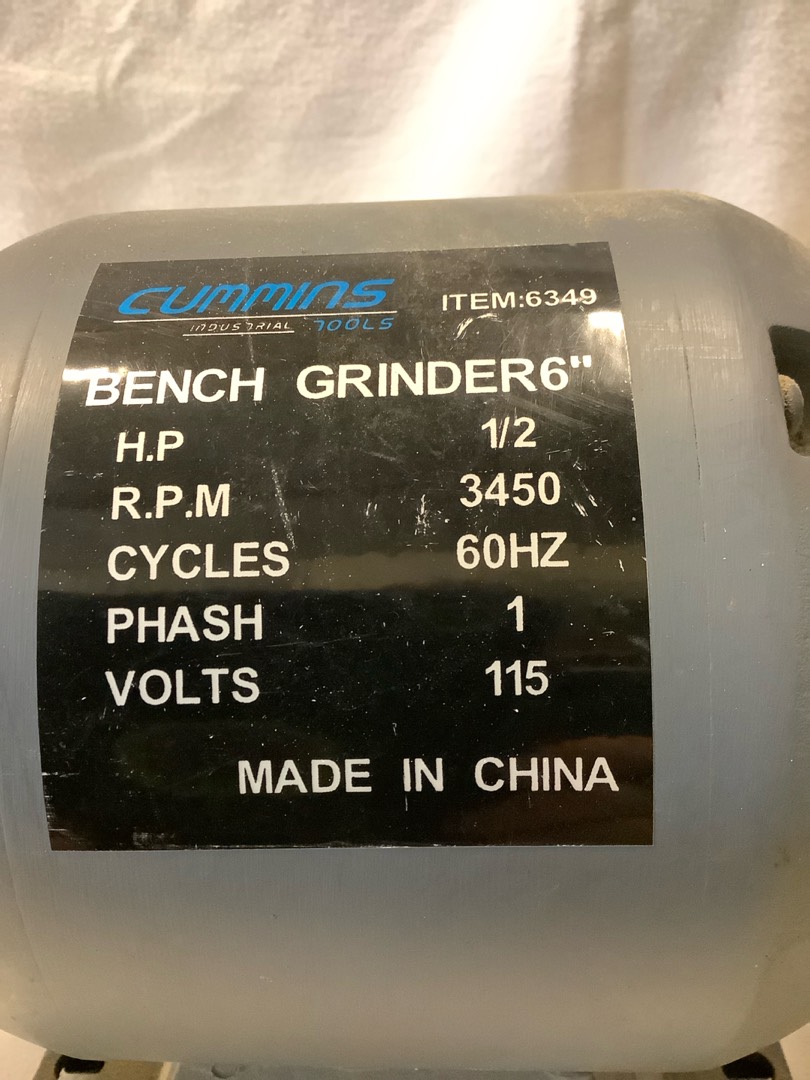 CUMMINS ITEM:6349
INDUSTRIAL TOOLS
BENCH GRINDER6"
H.P 1/2
R.P.M 3450
CYCLES 60HZ
PHASH 1
VOLTS 115
MADE IN CHINA